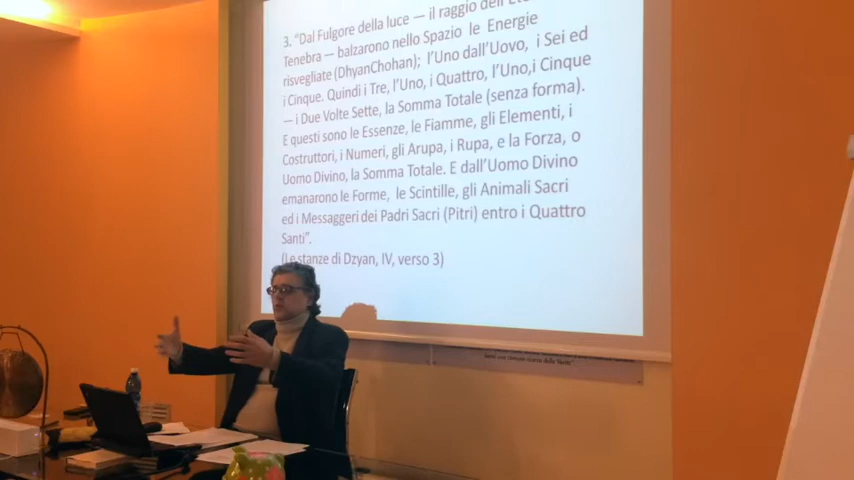 3. "Dal Fulgore della luce — il raggio dell'Ete
Tenebra — balzarono nello Spazio le Energie
risvegliate (DhyanChohan); l'Uno dall'Uovo, i Sei ed
i Cinque. Quindi i Tre, l'Uno, i Quattro, l'Uno,i Cinque
— i Due Volte Sette, la Somma Totale (senza forma).
E questi sono le Essenze, le Fiamme, gli Elementi, i
Costruttori, i Numeri, gli Arupa, i Rupa, e la Forza, o
Uomo Divino, la Somma Totale. E dall'Uomo Divino
emanarono le Forme, le Scintille, gli Animali Sacri
ed i Messaggeri dei Padri Sacri (Pitri) entro i Quattro
Santi".
(Le stanze di Dzyan, IV, verso 3)